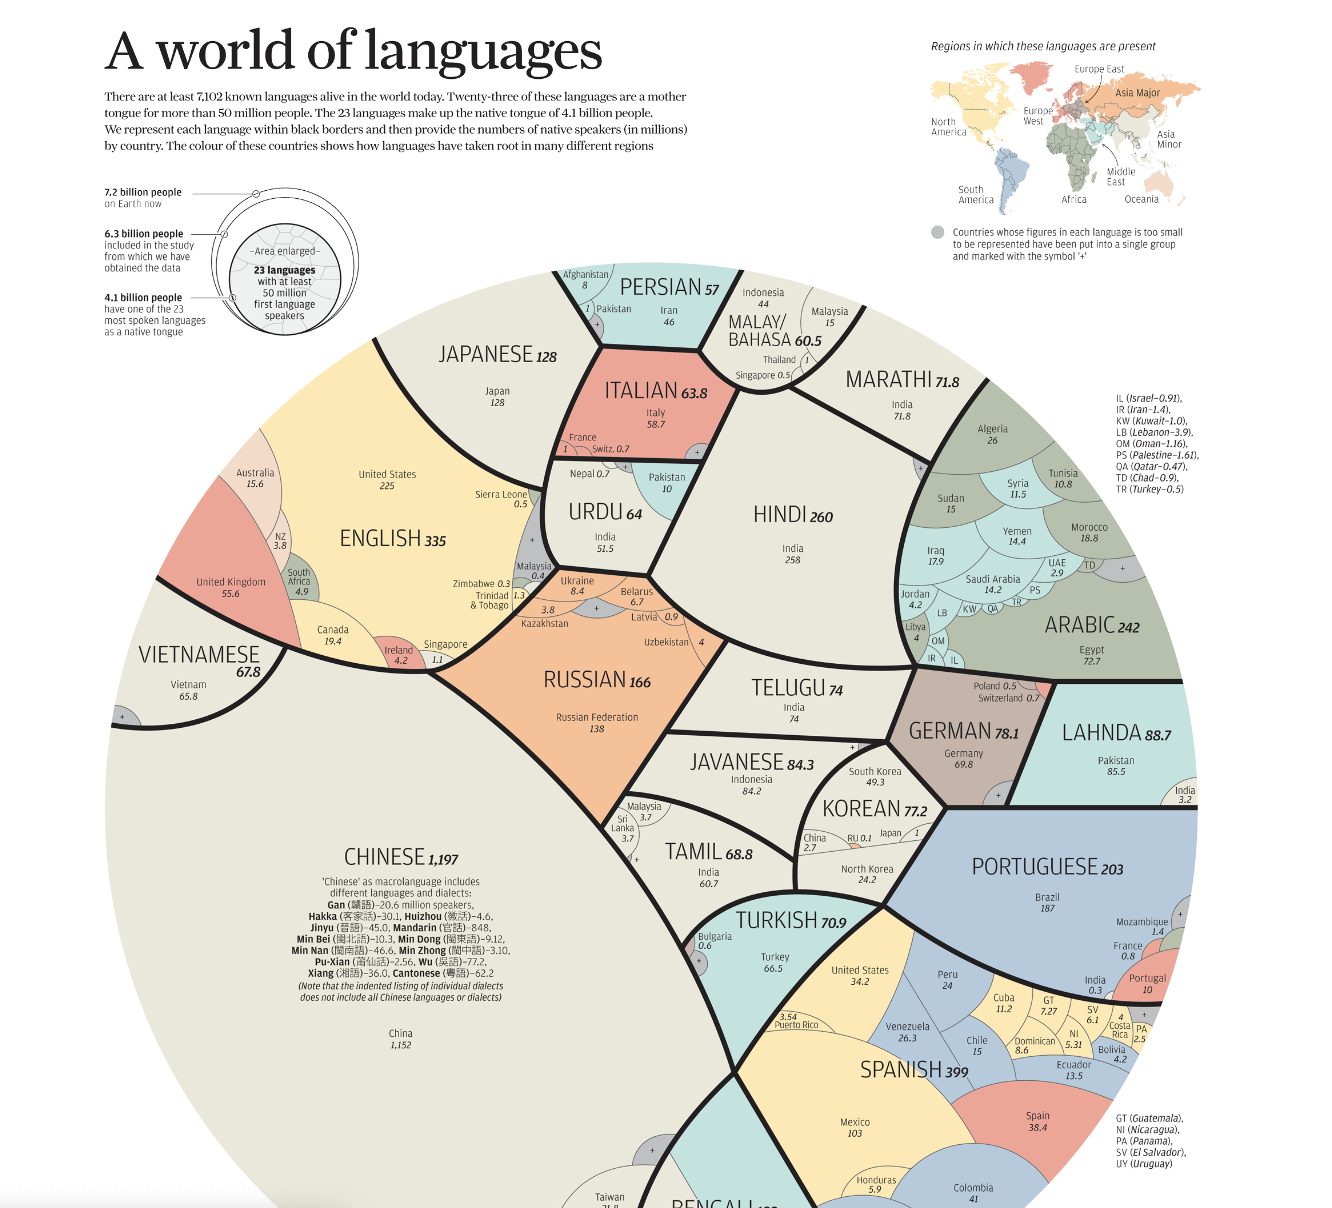 A world of languages
There are at least 7,102 known languages alive in the world today. Twenty-three of these languages are a mother
tongue for more than 50 million people. The 23 languages make up the native tongue of 4.1 billion people.
We represent each language within black borders and then provide the numbers of native speakers (in millions)
by country. The colour of these countries shows how languages have taken root in many different regions
Regions in which these languages are present
North
America
South
America
Europe
West
Europe East
Asia Major
Asia
Minor
Middle
East
Africa
Oceania
Countries whose figures in each language is too small
to be represented have been put into a single group
and marked with the symbol '+'
7.2 billion people
on Earth now
6.3 billion people
included in the study
from which we have
obtained the data
4.1 billion people
have one of the 23
most spoken languages
as a native tongue
–Area enlarged–
23 languages
with at least
50 million
first language
speakers
Afghanistan
8
PERSIAN 57
1 Pakistan
+
Iran
46
Indonesia
44
Malaysia
15
MALAY/
BAHASA 60.5
Thailand 1
Singapore 0.5
JAPANESE 128
Japan
128
ITALIAN 63.8
Italy
58.7
France
1
Switz. 0.7
+
MARATHI 71.8
India
71.8
+
IL (Israel–0.91),
IR (Iran–1.4),
KW (Kuwait–1.0),
LB (Lebanon–3.9),
OM (Oman–1.16),
PS (Palestine–1.61),
QA (Qatar–0.47),
TD (Chad–0.9),
TR (Turkey–0.5)
Australia
15.6
United States
225
Sierra Leone
0.5
ENGLISH 335
NZ
3.8
South
Africa
4.9
United Kingdom
55.6
+
Malaysia
0.4
Zimbabwe 0.3
Trinidad
& Tobago
1.3
Canada
19.4
Ireland
4.2
Singapore
1.1
Nepal 0.7
+
Pakistan
10
URDU 64
India
51.5
HINDI 260
India
258
Algeria
26
Tunisia
10.8
Syria
11.5
Sudan
15
Morocco
18.8
Yemen
14.4
Iraq
17.9
UAE
2.9
TD
+
Saudi Arabia
14.2
PS
Jordan
4.2
LB
KW
QA
TR
Libya
4
OM
IR
IL
ARABIC 242
Egypt
72.7
VIETNAMESE
67.8
Vietnam
65.8
+
Ukraine
8.4
Belarus
6.7
3.8
Kazakhstan
+
Latvia 0.9
Uzbekistan 4
RUSSIAN 166
Russian Federation
138
TELUGU 74
India
74
Poland 0.5
Switzerland 0.7
GERMAN 78.1
Germany
69.8
+
LAHNDA 88.7
Pakistan
85.5
India
3.2
JAVANESE 84.3
Indonesia
84.2
+
South Korea
49.3
KOREAN 77.2
China
2.7
RU 0.1
Japan 1
North Korea
24.2
Malaysia
3.7
Sri
Lanka
3.7
+
TAMIL 68.8
India
60.7
PORTUGUESE 203
Brazil
187
Mozambique
1.4
+
France
0.8
India
0.3
Portugal
10
CHINESE 1,197
'Chinese' as macrolanguage includes
different languages and dialects:
Gan (贛語)–20.6 million speakers,
Hakka (客家話)–30.1, Huizhou (徽話)–4.6,
Jinyu (晉語)–45.0, Mandarin (官話)–848,
Min Bei (閩北語)–10.3, Min Dong (閩東語)–9.12,
Min Nan (閩南語)–46.6, Min Zhong (閩中語)–3.10,
Pu-Xian (莆仙話)–2.56, Wu (吳語)–77.2,
Xiang (湘語)–36.0, Cantonese (粵語)–62.2
(Note that the indented listing of individual dialects
does not include all Chinese languages or dialects)
China
1,152
TURKISH 70.9
Bulgaria
0.6
+
Turkey
66.5
United States
34.2
3.54
Puerto Rico
Peru
24
Venezuela
26.3
Cuba
11.2
GT
7.27
SV
6.1
4
Costa
Rica
+
PA
2.5
Chile
15
Dominican
8.6
NI
5.31
Bolivia
4.2
Ecuador
13.5
SPANISH 399
Mexico
103
Spain
38.4
Honduras
5.9
Colombia
41
GT (Guatemala),
NI (Nicaragua),
PA (Panama),
SV (El Salvador),
UY (Uruguay)
+
Taiwan
BENGALI